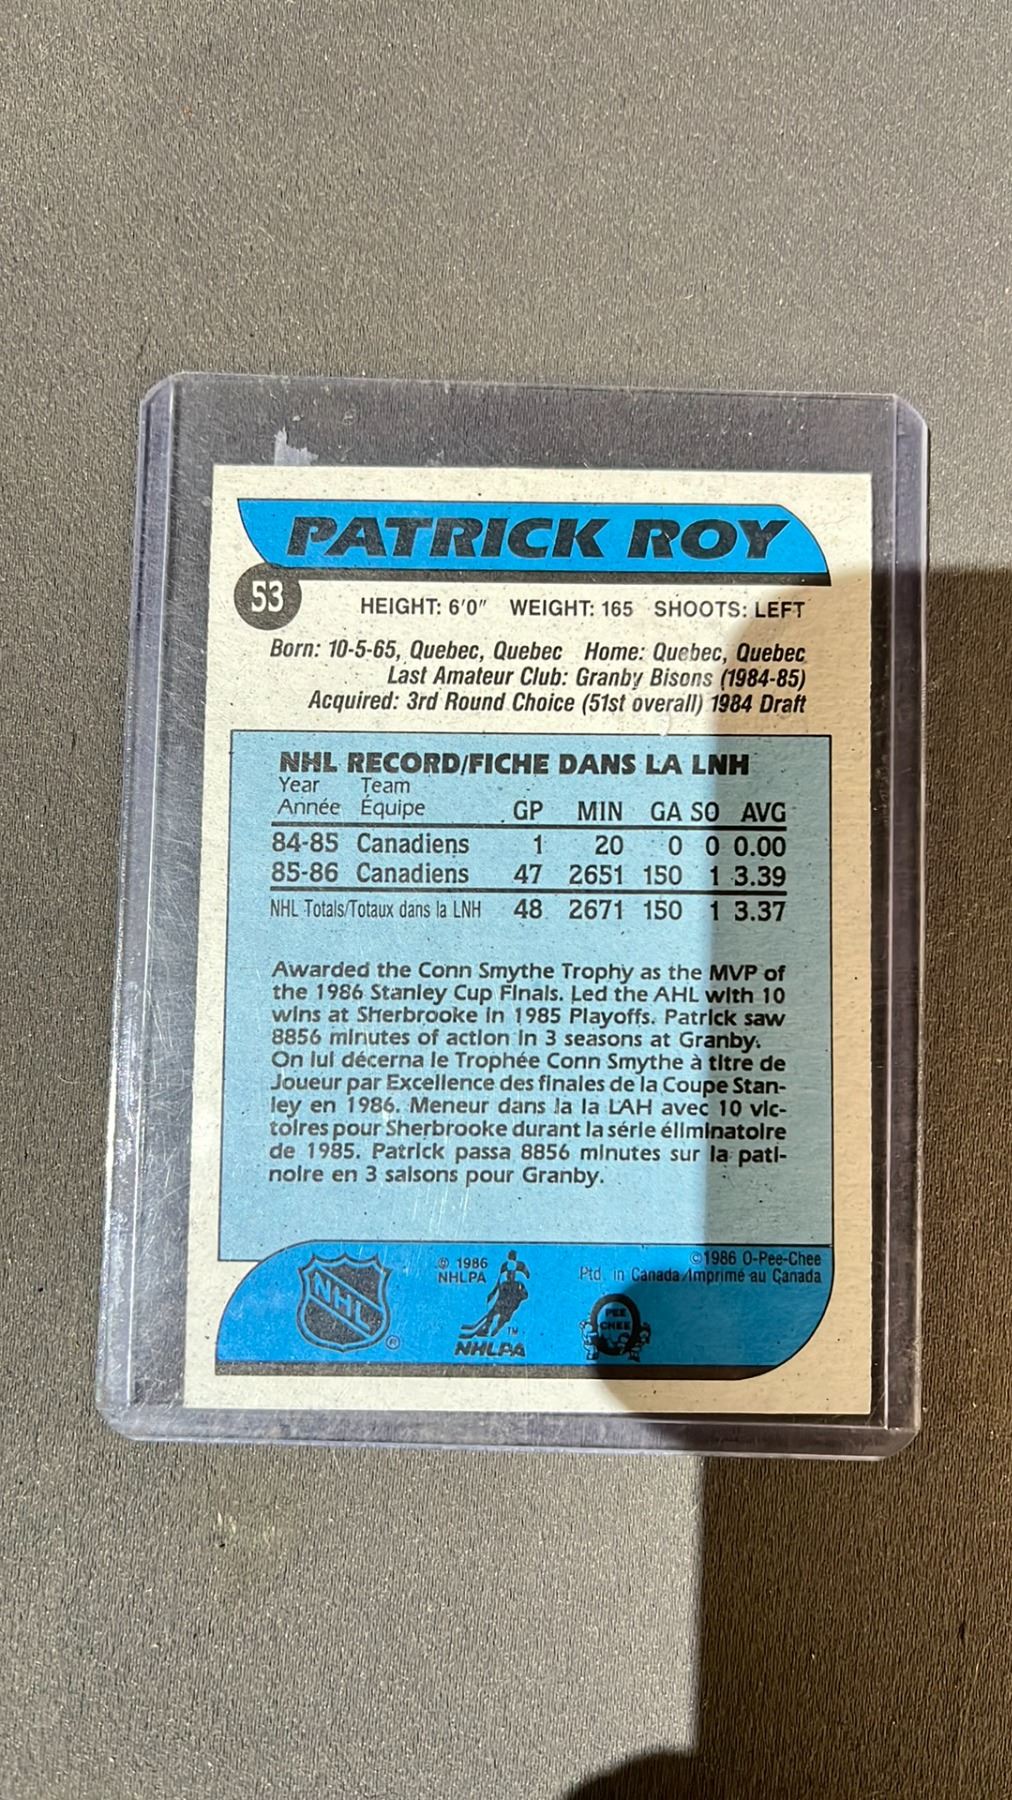 PATRICK ROY
53
HEIGHT: 6'0" WEIGHT: 165 SHOOTS: LEFT
Born: 10-5-65, Quebec, Quebec Home: Quebec, Quebec
Last Amateur Club: Granby Bisons (1984-85)
Acquired: 3rd Round Choice (51st overall) 1984 Draft
NHL RECORD/FICHE DANS LA LNH
Year Team
Année Équipe GP MIN GA SO AVG
84-85 Canadiens 1 20 0 0 0.00
85-86 Canadiens 47 2651 150 1 3.39
NHL Totals/Totaux dans la LNH 48 2671 150 1 3.37
Awarded the Conn Smythe Trophy as the MVP of
the 1986 Stanley Cup Finals. Led the AHL with 10
wins at Sherbrooke in 1985 Playoffs. Patrick saw
8856 minutes of action in 3 seasons at Granby.
On lui décerna le Trophée Conn Smythe à titre de
Joueur par Excellence des finales de la Coupe Stan-
ley en 1986. Meneur dans la la LAH avec 10 vic-
toires pour Sherbrooke durant la série éliminatoire
de 1985. Patrick passa 8856 minutes sur la pati-
noire en 3 saisons pour Granby.
NHL ®
© 1986
NHLPA
TM
NHLPA
©1986 O-Pee-Chee
Ptd. in Canada/Imprimé au Canada
PEE
CHEE